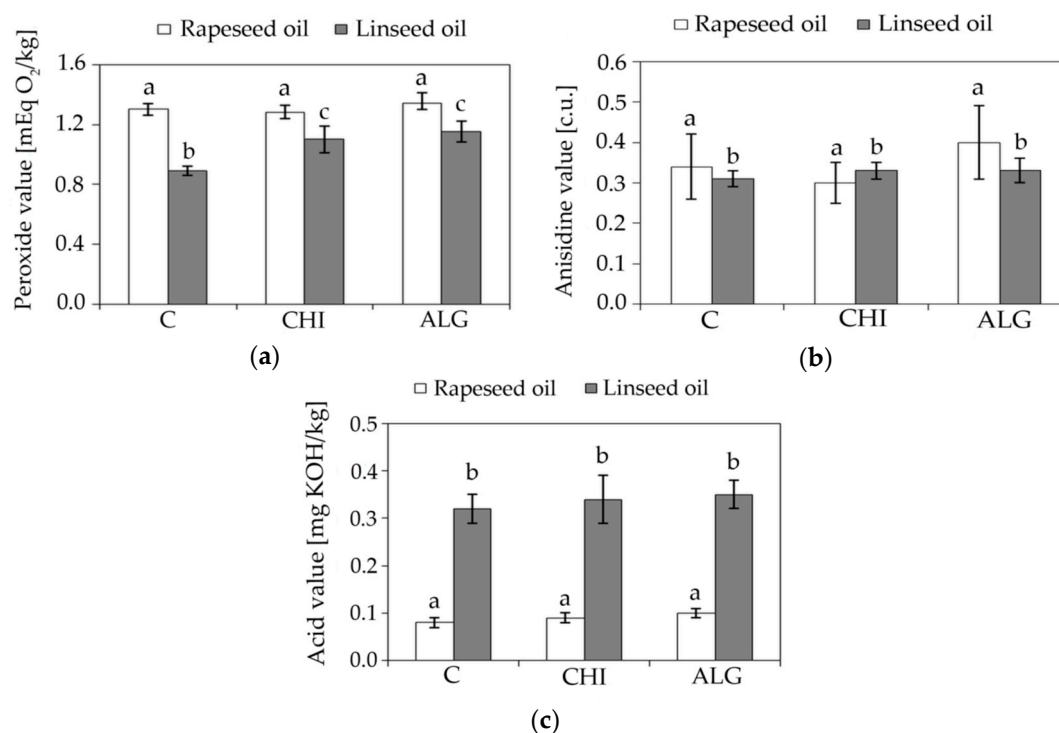 Rapeseed oil Linseed oil
Peroxide value [mEq O₂/kg]
1.6
1.2
0.8
0.4
0.0
a b a c a c
C CHI ALG
(a)
Rapeseed oil Linseed oil
Anisidine value [c.u.]
0.6
0.5
0.4
0.3
0.2
0.1
0.0
a b a b a b
C CHI ALG
(b)
Rapeseed oil Linseed oil
Acid value [mg KOH/kg]
0.5
0.4
0.3
0.2
0.1
0.0
a b a b a b
C CHI ALG
(c)